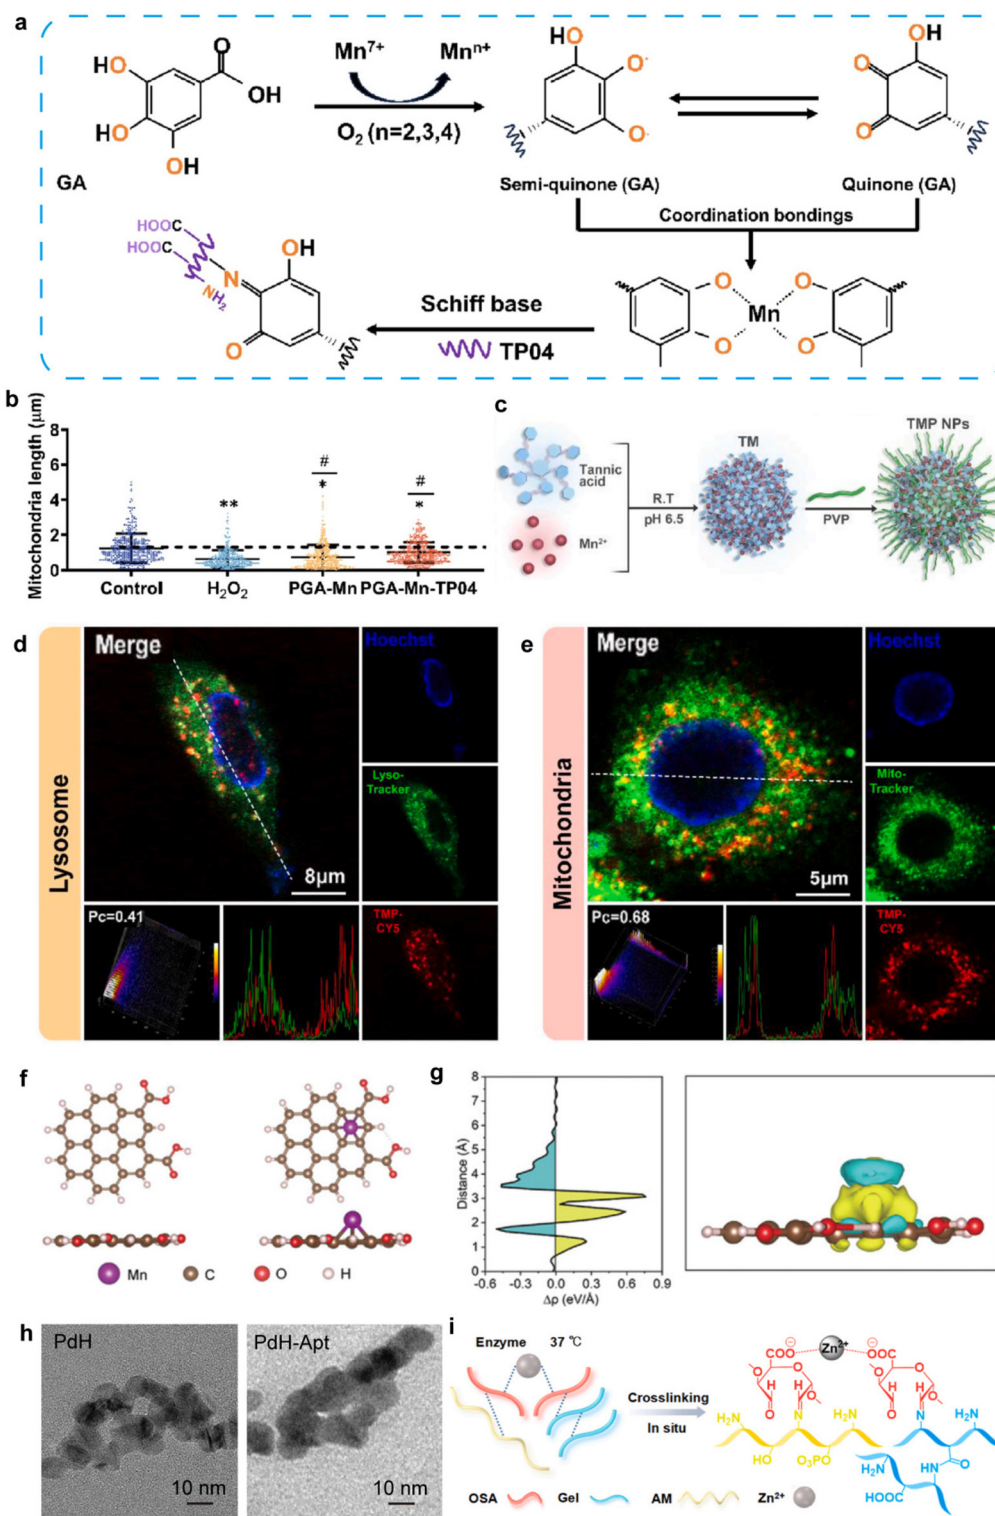 a
HO
O
OH
HO
OH
GA
Mn7+
Mnn+
O2 (n=2,3,4)
HO
O·
O·
Semi-quinone (GA)
O
OH
O
Quinone (GA)
Coordination bondings
O
O
Mn
O
O
Schiff base
TP04
HOOC
HOOC
NH2
N
OH
O
b
Mitochondria length (μm)
8
6
4
2
0
**
#
*
#
*
Control
H2O2
PGA-Mn
PGA-Mn-TP04
c
Tannic
acid
Mn2+
R.T
pH 6.5
TM
PVP
TMP NPs
d
Lysosome
Merge
8μm
Hoechst
Lyso-
Tracker
TMP-
CY5
Pc=0.41
e
Mitochondria
Merge
5μm
Hoechst
Mito-
Tracker
TMP-
CY5
Pc=0.68
f
Mn
C
O
H
g
Distance (Å)
8
7
6
5
4
3
2
1
-0.6
-0.3
0.0
0.3
0.6
0.9
Δρ (eV/Å)
h
PdH
10 nm
PdH-Apt
10 nm
i
Enzyme
37 ℃
Crosslinking
In situ
OSA
Gel
AM
Zn2+
COO
Zn2+
OOC
O
O
O
O
H
H
H
H
O
N
O
N
H2N
H2N
H2N
HO
O3PO
H2N
HN
O
HOOC